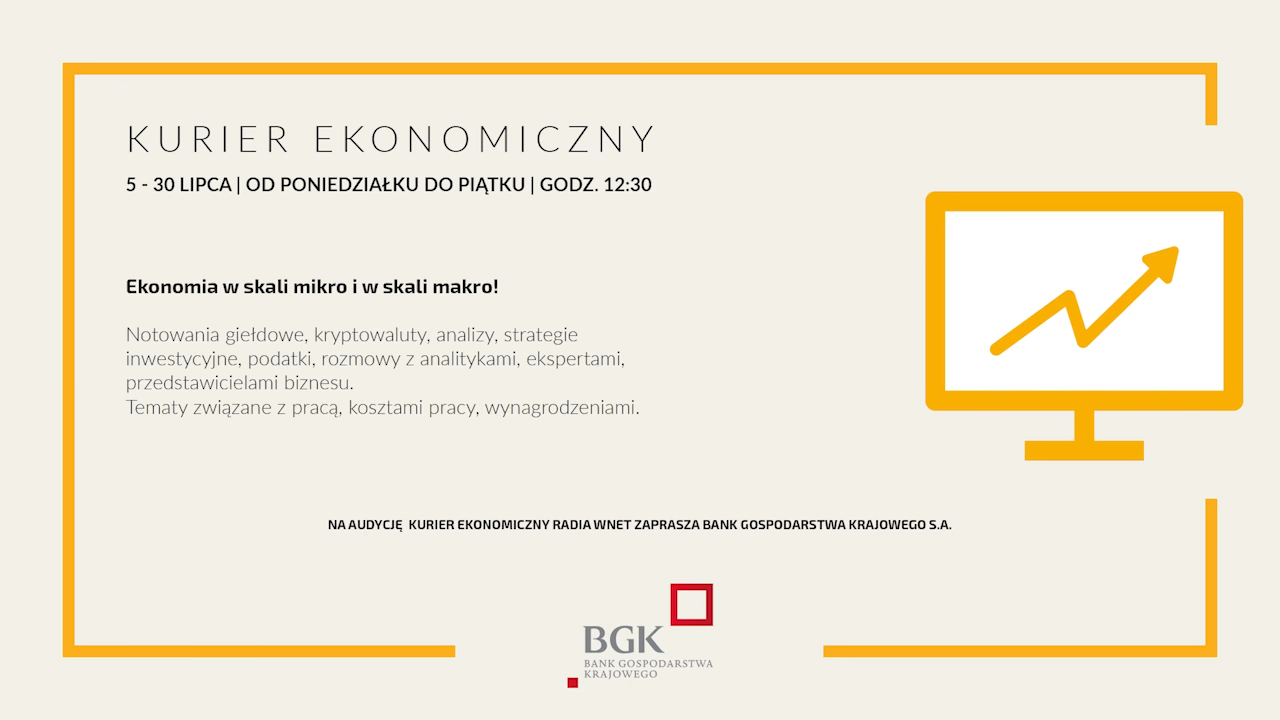 KURIER EKONOMICZNY
5 - 30 LIPCA | OD PONIEDZIAŁKU DO PIĄTKU | GODZ. 12:30
Ekonomia w skali mikro i w skali makro!
Notowania giełdowe, kryptowaluty, analizy, strategie
inwestycyjne, podatki, rozmowy z analitykami, ekspertami,
przedstawicielami biznesu.
Tematy związane z pracą, kosztami pracy, wynagrodzeniami.
NA AUDYCJĘ KURIER EKONOMICZNY RADIA WNET ZAPRASZA BANK GOSPODARSTWA KRAJOWEGO S.A.
BGK
BANK GOSPODARSTWA
KRAJOWEGO